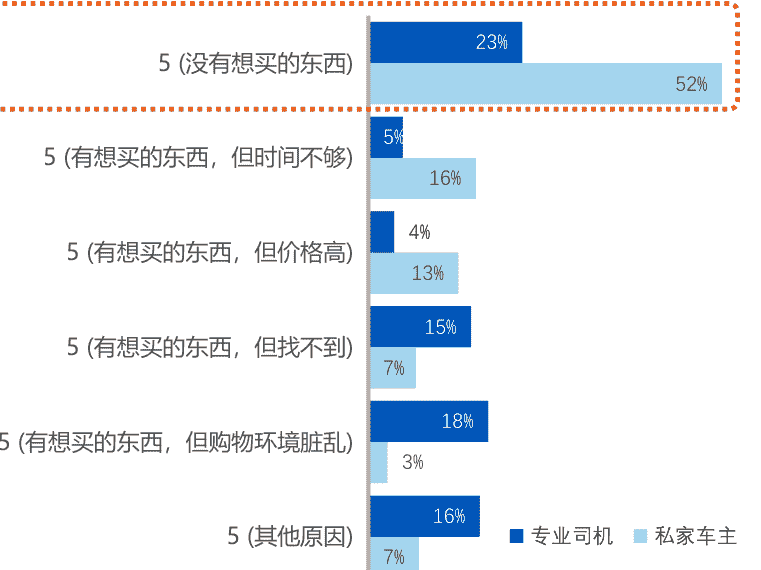 5 (没有想买的东西)
23%
52%
5 (有想买的东西，但时间不够)
5%
16%
5 (有想买的东西，但价格高)
4%
13%
5 (有想买的东西，但找不到)
15%
7%
5 (有想买的东西，但购物环境脏乱)
18%
3%
5 (其他原因)
16%
7%
专业司机
私家车主